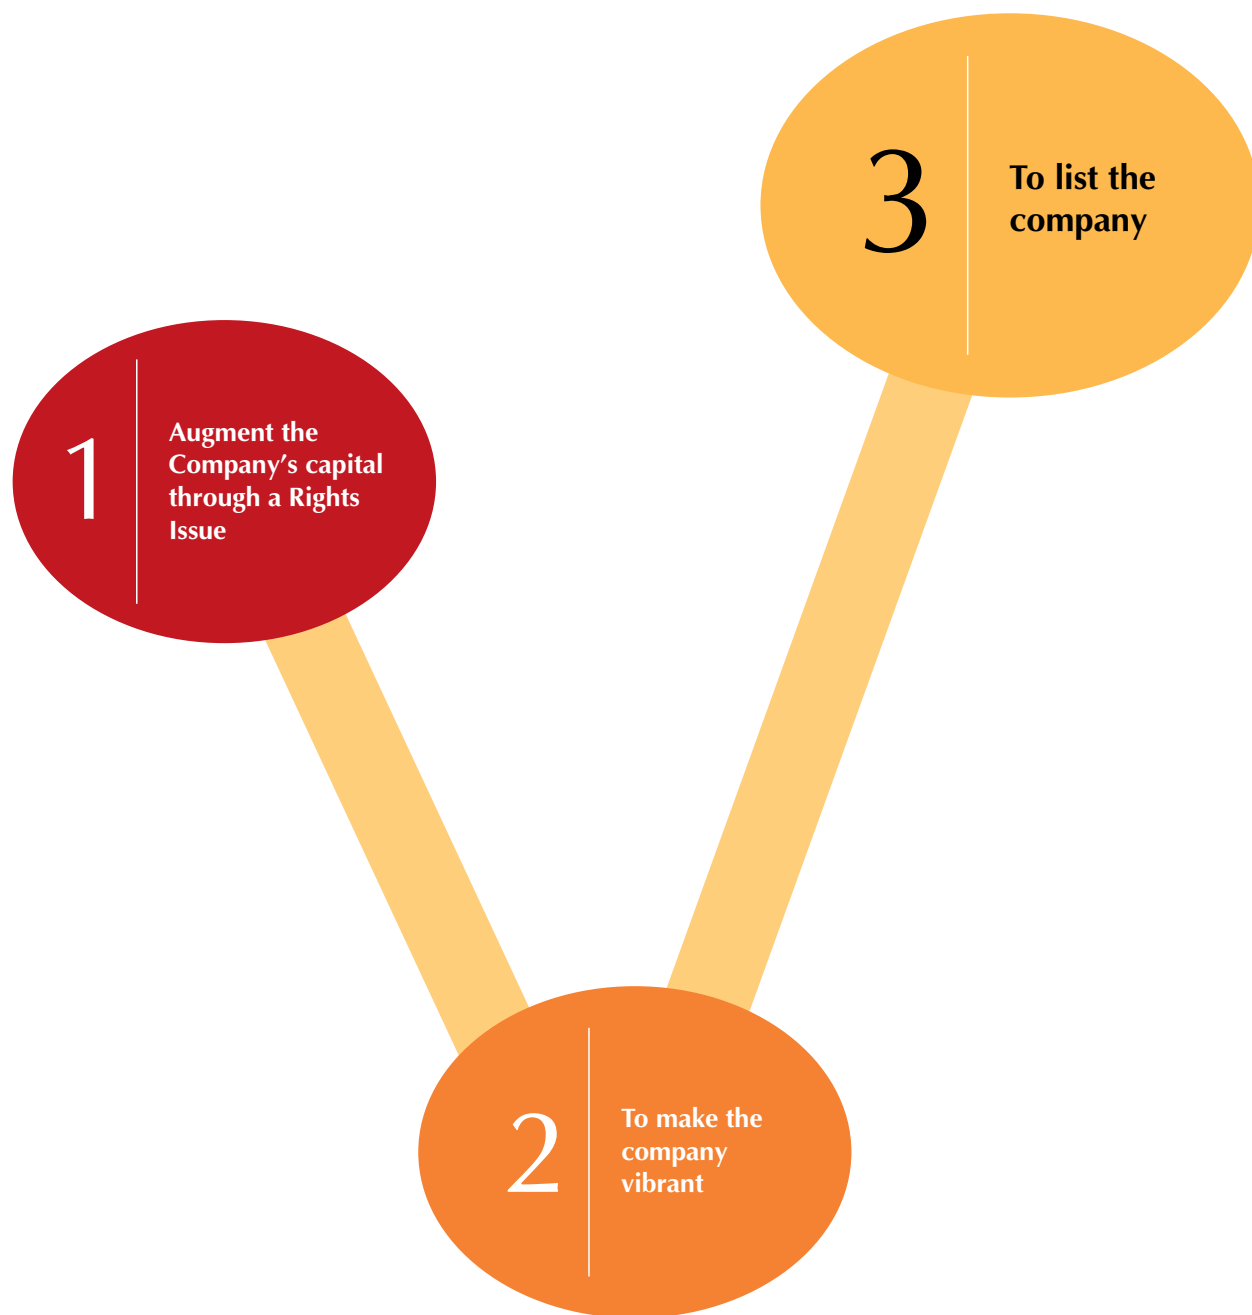 1
Augment the
Company's capital
through a Rights
Issue
2
To make the
company
vibrant
3
To list the
company